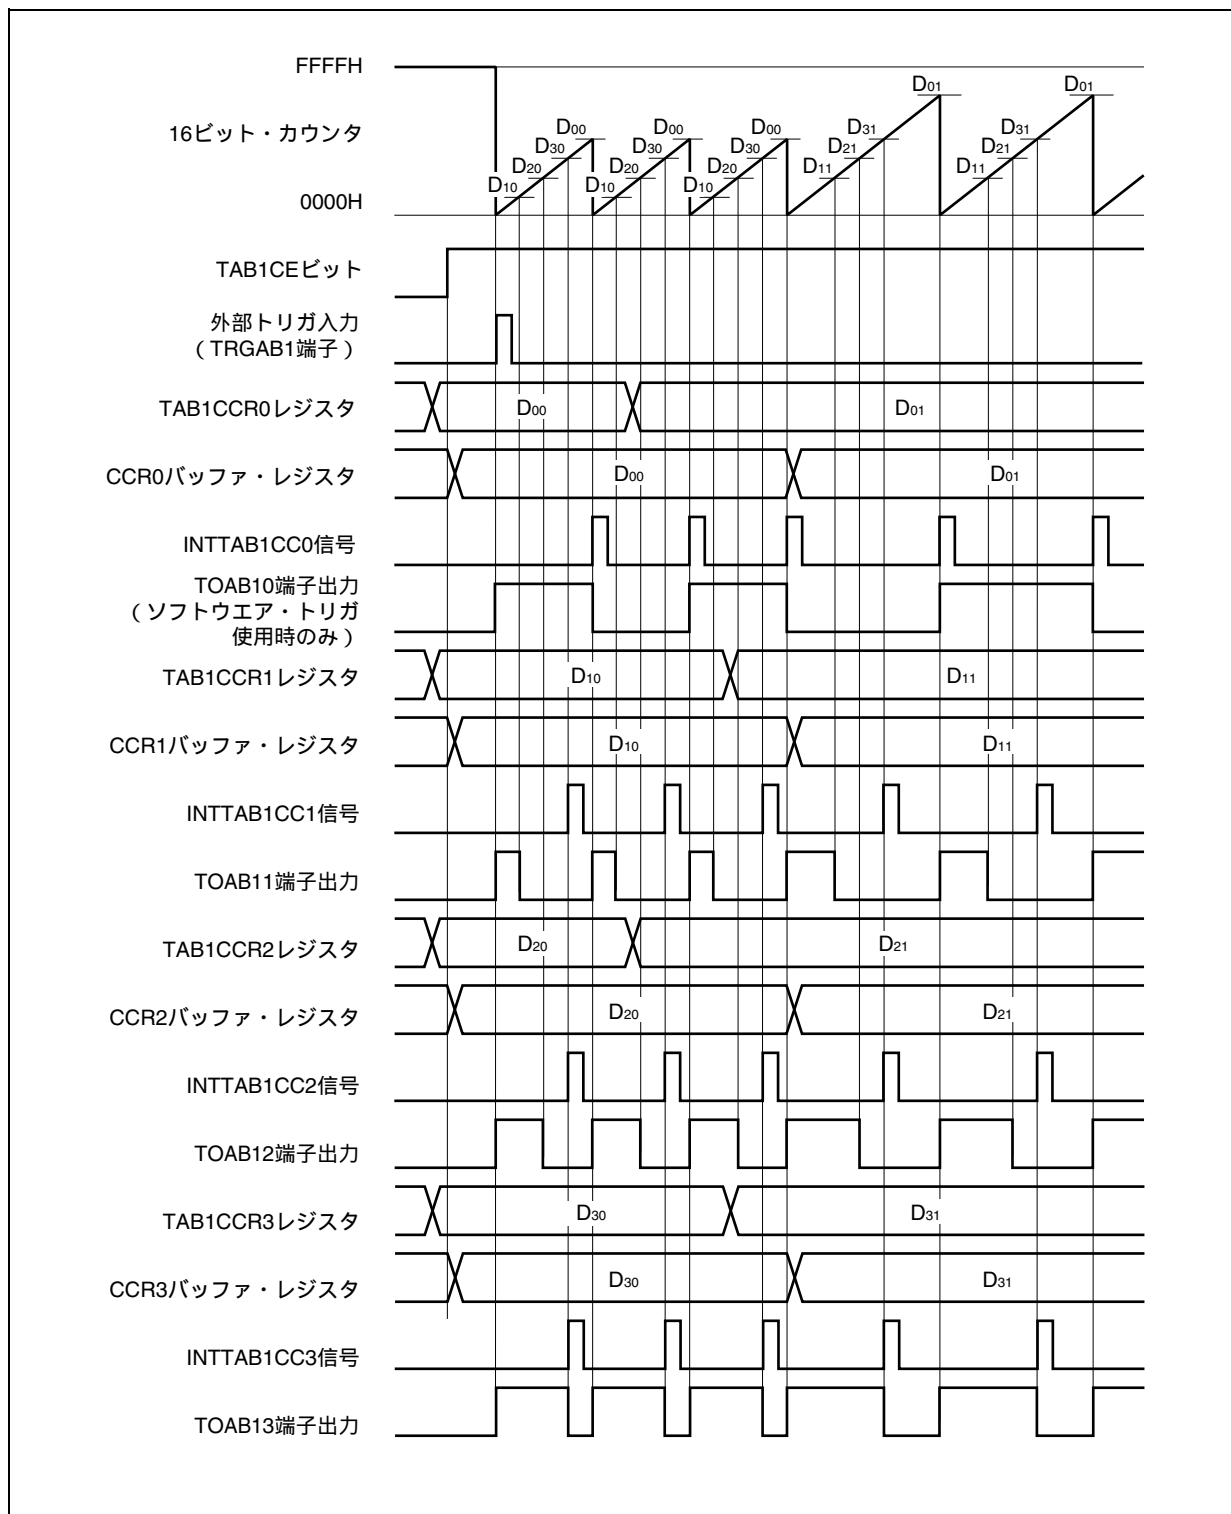 FFFFH
D01 D01
16ビット・カウンタ
D00 D00 D00 D31 D31
D30 D30 D30 D21 D21
D20 D20 D20 D11 D11
D10 D10 D10
0000H
TAB1CEビット
外部トリガ入力
(TRGAB1端子)
TAB1CCR0レジスタ D00 D01
CCR0バッファ・レジスタ D00 D01
INTTAB1CC0信号
TOAB10端子出力
(ソフトウエア・トリガ
使用時のみ)
TAB1CCR1レジスタ D10 D11
CCR1バッファ・レジスタ D10 D11
INTTAB1CC1信号
TOAB11端子出力
TAB1CCR2レジスタ D20 D21
CCR2バッファ・レジスタ D20 D21
INTTAB1CC2信号
TOAB12端子出力
TAB1CCR3レジスタ D30 D31
CCR3バッファ・レジスタ D30 D31
INTTAB1CC3信号
TOAB13端子出力